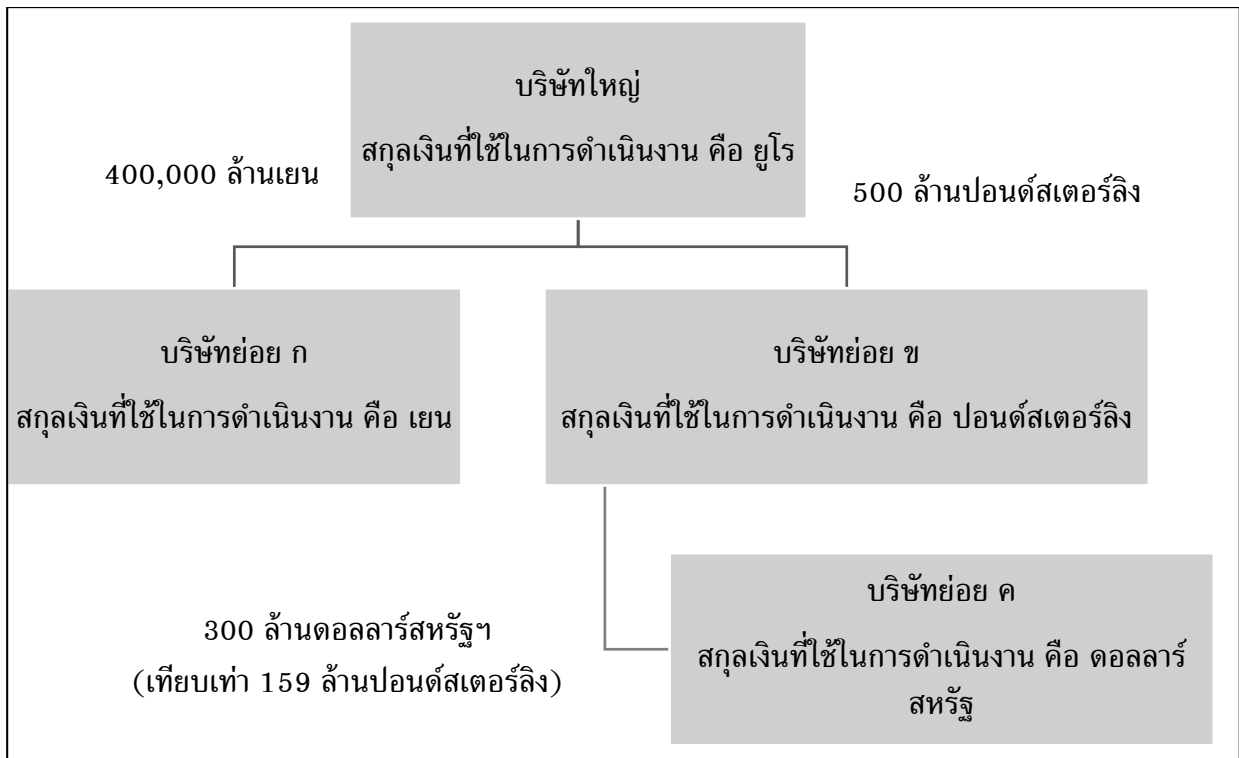 บริษัทใหญ่
สกุลเงินที่ใช้ในการดำเนินงาน คือ ยูโร
400,000 ล้านเยน
500 ล้านปอนด์สเตอร์ลิง
บริษัทย่อย ก
สกุลเงินที่ใช้ในการดำเนินงาน คือ เยน
บริษัทย่อย ข
สกุลเงินที่ใช้ในการดำเนินงาน คือ ปอนด์สเตอร์ลิง
300 ล้านดอลลาร์สหรัฐฯ
(เทียบเท่า 159 ล้านปอนด์สเตอร์ลิง)
บริษัทย่อย ค
สกุลเงินที่ใช้ในการดำเนินงาน คือ ดอลลาร์
สหรัฐ